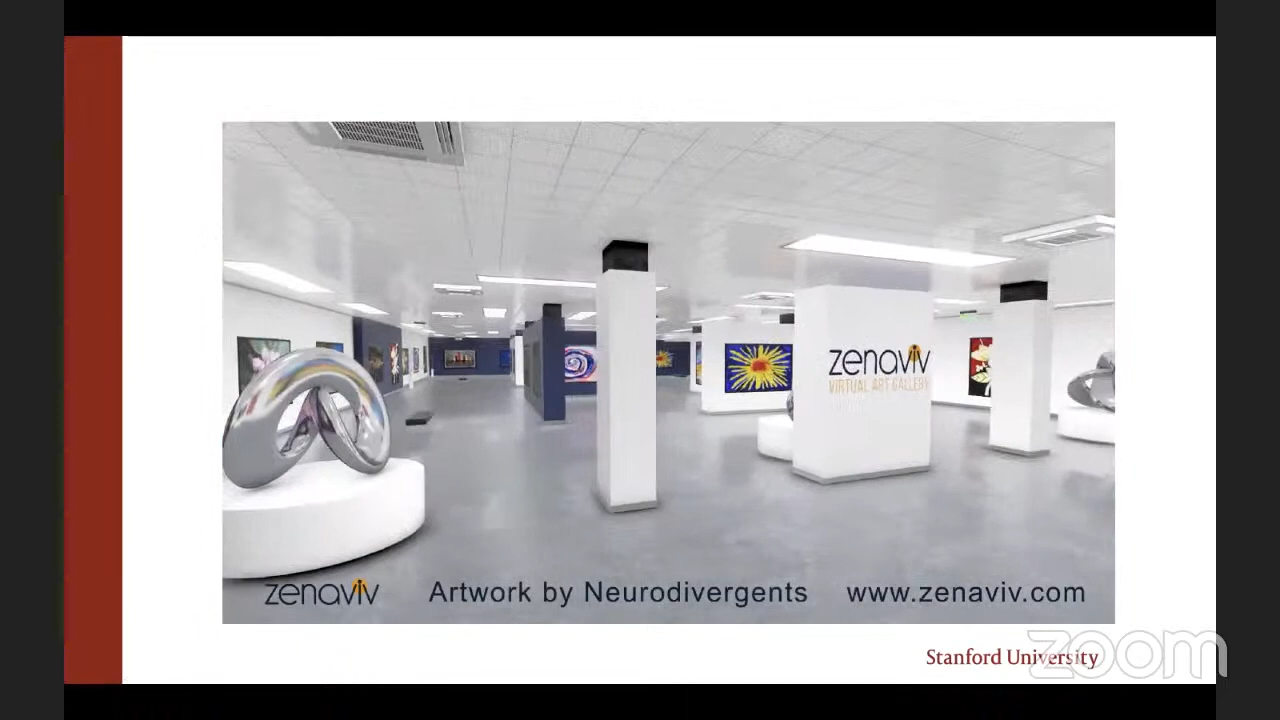 zenaviv
VIRTUAL ART GALLERY
zenaviv Artwork by Neurodivergents www.zenaviv.com
Stanford University
zoom